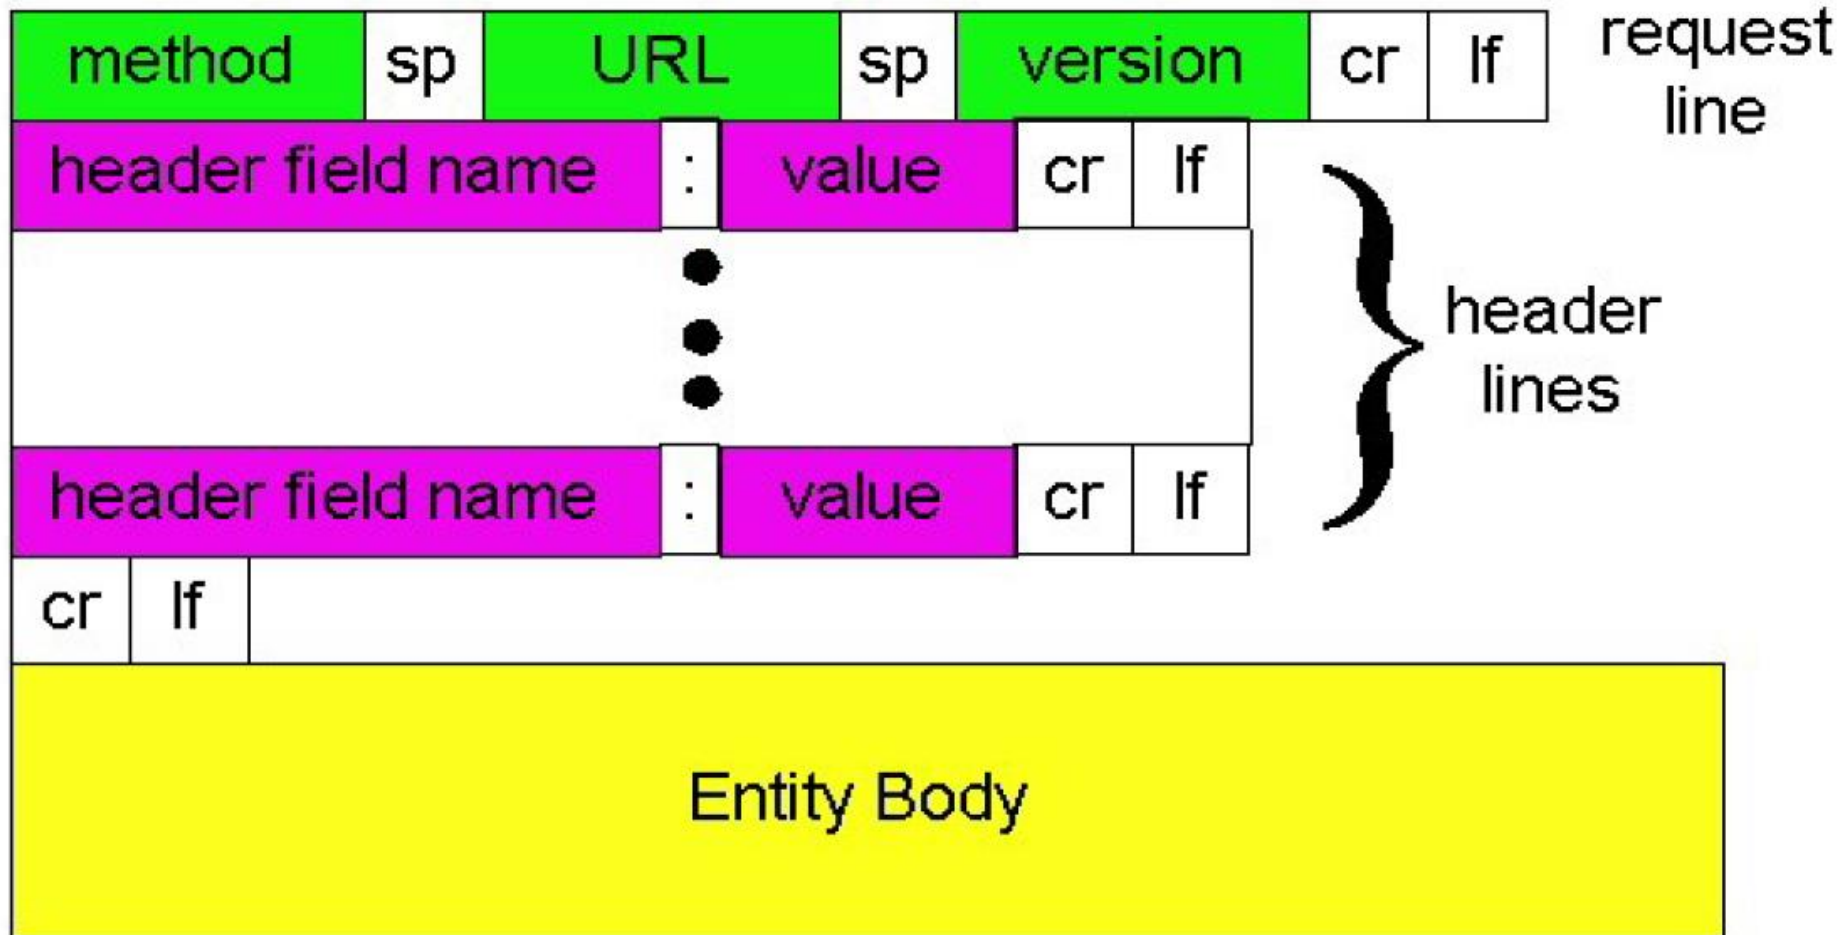 method sp URL sp version cr lf request line
header field name : value cr lf
header lines
header field name : value cr lf
cr lf
Entity Body